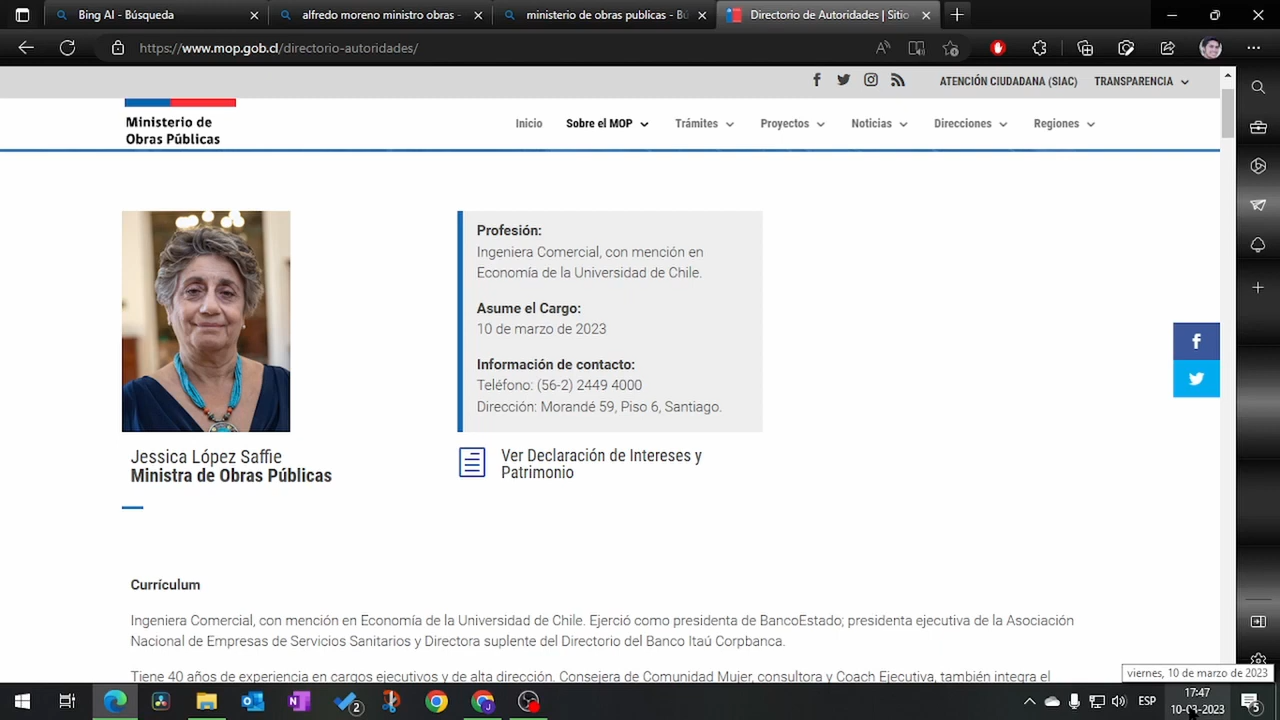 Bing AI - Búsqueda
alfredo moreno ministro obras -
ministerio de obras publicas - Bú
Directorio de Autoridades | Sitio
https://www.mop.gob.cl/directorio-autoridades/
ATENCIÓN CIUDADANA (SIAC) TRANSPARENCIA
Ministerio de
Obras Públicas
Inicio Sobre el MOP Trámites Proyectos Noticias Direcciones Regiones
Profesión:
Ingeniera Comercial, con mención en
Economía de la Universidad de Chile.
Asume el Cargo:
10 de marzo de 2023
Información de contacto:
Teléfono: (56-2) 2449 4000
Dirección: Morandé 59, Piso 6, Santiago.
Jessica López Saffie
Ministra de Obras Públicas
Ver Declaración de Intereses y
Patrimonio
Currículum
Ingeniera Comercial, con mención en Economía de la Universidad de Chile. Ejerció como presidenta de BancoEstado; presidenta ejecutiva de la Asociación
Nacional de Empresas de Servicios Sanitarios y Directora suplente del Directorio del Banco Itaú Corpbanca.
Tiene 40 años de experiencia en cargos ejecutivos y de alta dirección. Consejera de Comunidad Mujer, consultora y Coach Ejecutiva, también integra el
viernes, 10 de marzo de 2023
2
ESP
17:47
10-03-2023
5